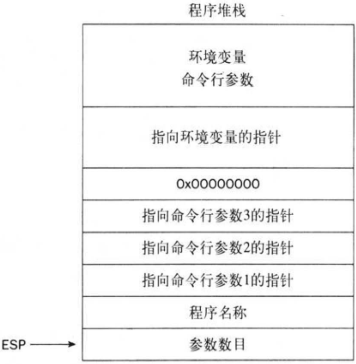 程序堆栈
环境变量
命令行参数
指向环境变量的指针
0x00000000
指向命令行参数3的指针
指向命令行参数2的指针
指向命令行参数1的指针
程序名称
ESP
参数数目